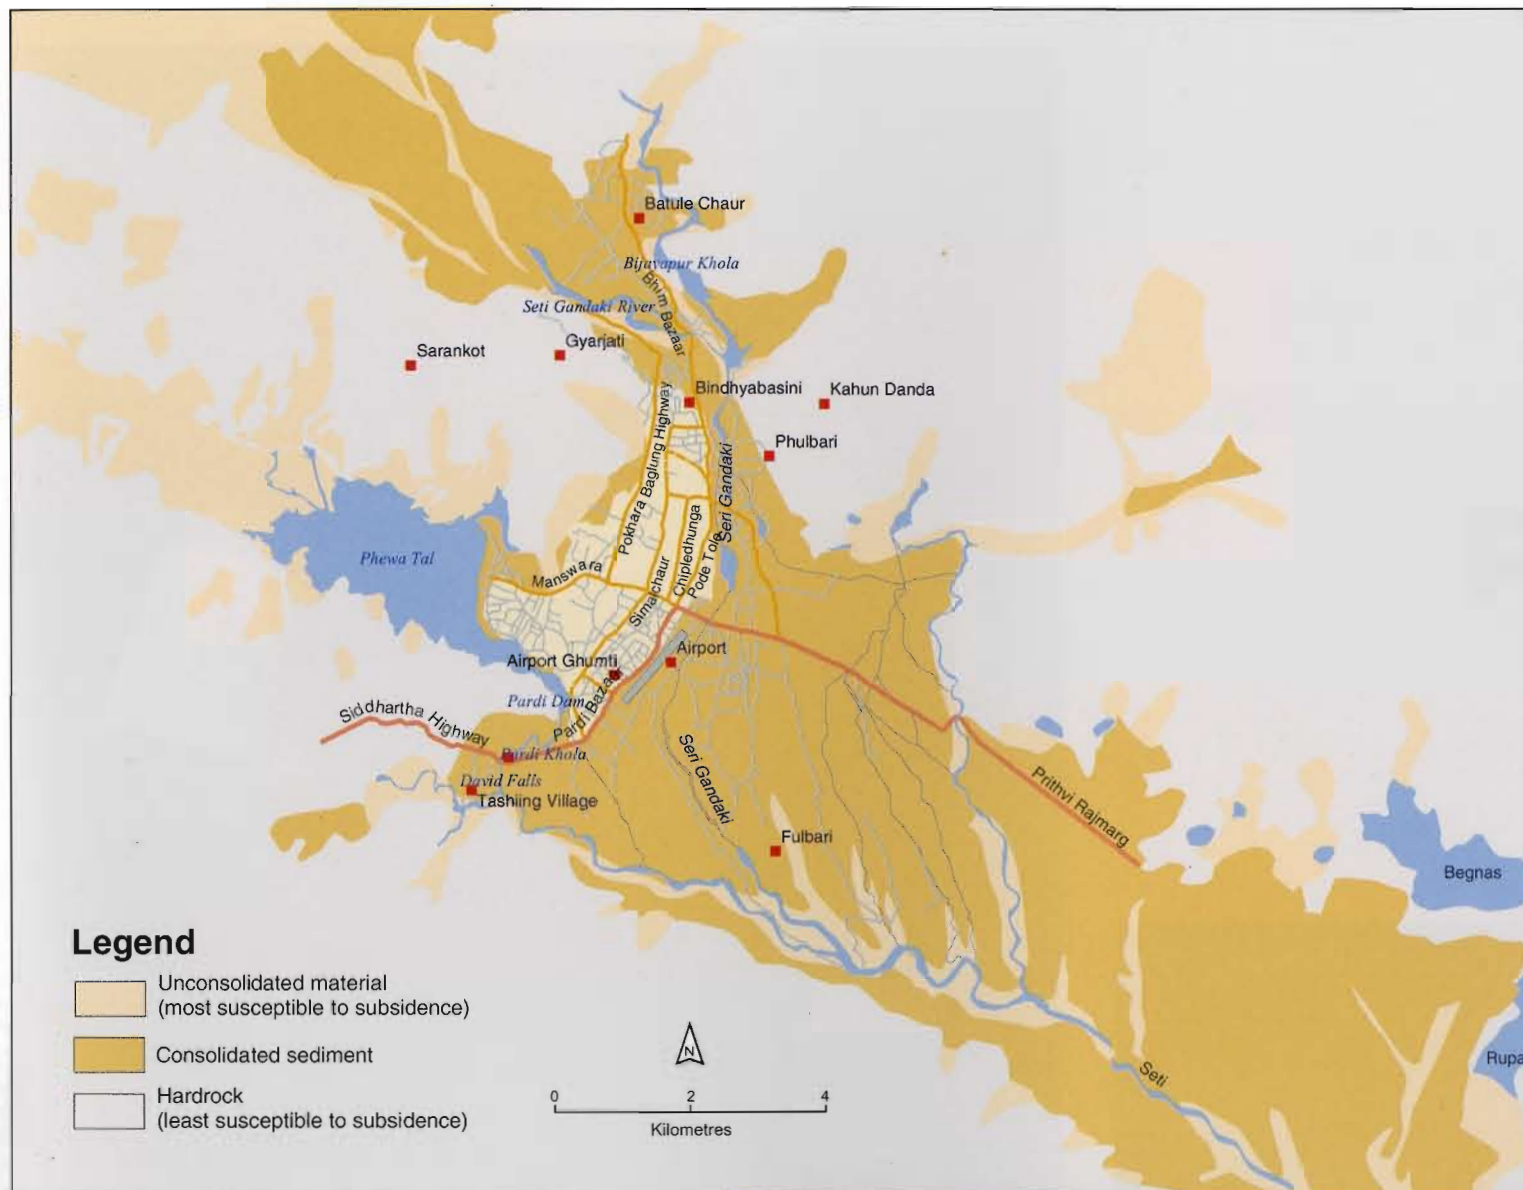 Batule Chaur
Bijayapur Khola
Bhim Bazaar
Seti Gandaki River
Gyarjati
Sarankot
Bindhyabasini
Kahun Danda
Phulbari
Pokhara Baglung Highway
Seri Gandaki
Chipledhunga
Pode Tole
Phewa Tal
Manswara
Simalchaur
Airport Ghumti
Airport
Pardi Dam
Pardi Bazaar
Siddhartha Highway
Pardi Khola
David Falls
Tashiing Village
Seri Gandaki
Prithvi Rajmarg
Fulbari
Begnas
Rupa
Seti
Legend
Unconsolidated material
(most susceptible to subsidence)
Consolidated sediment
Hardrock
(least susceptible to subsidence)
N
0 2 4
Kilometres